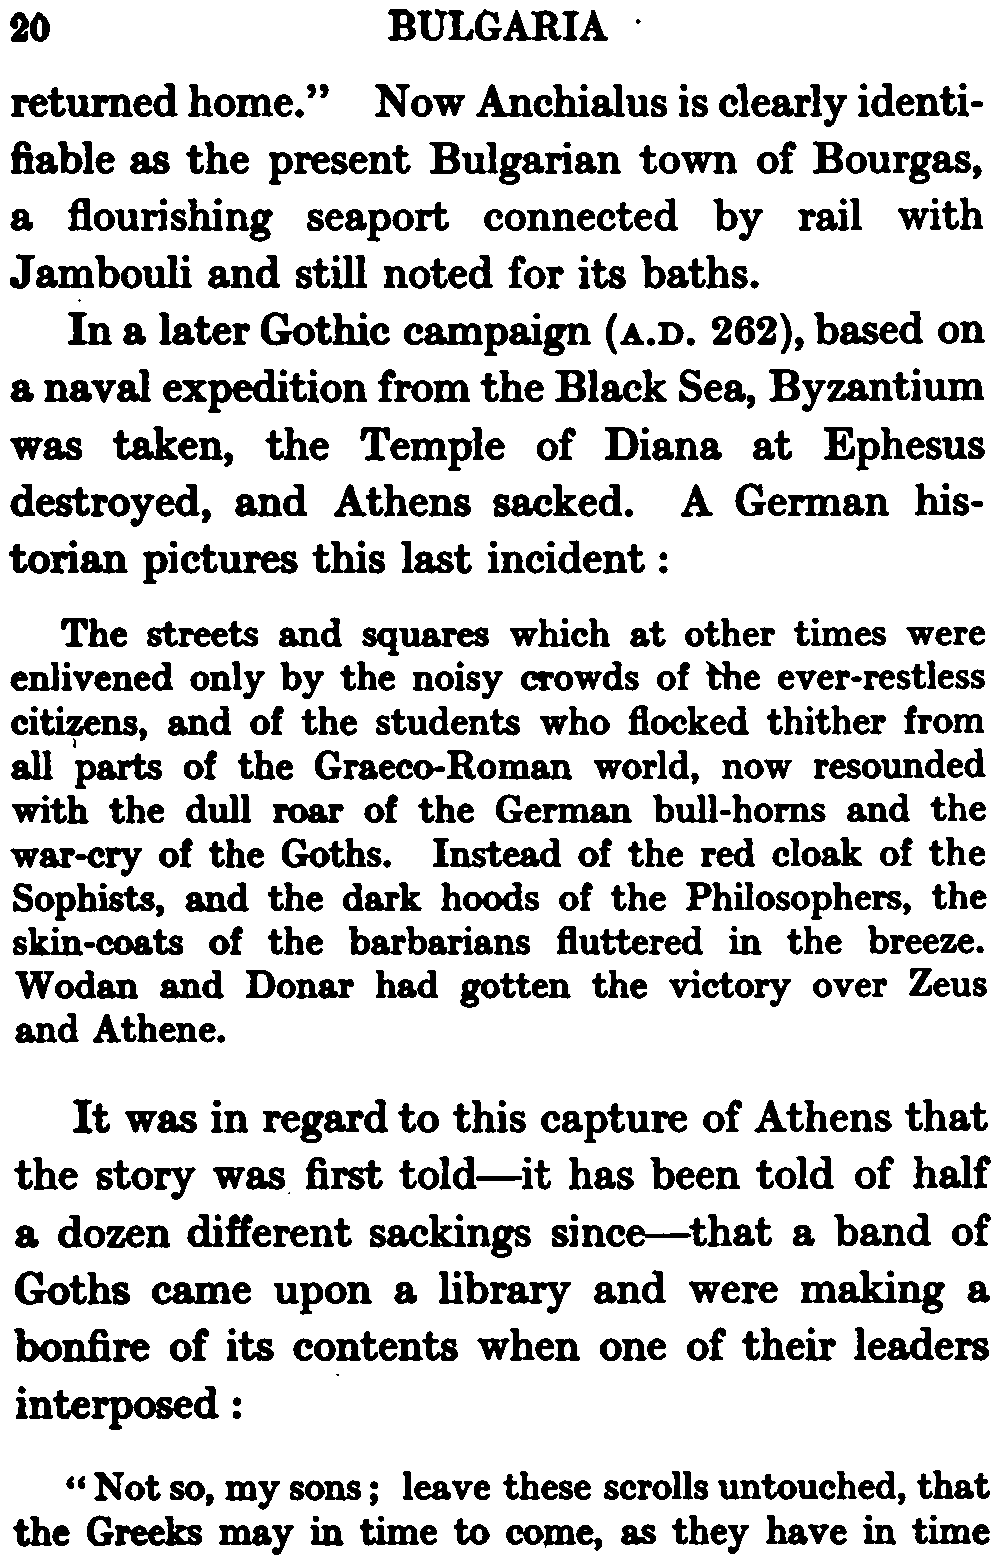 20 BULGARIA
returned home." Now Anchialus is clearly identi-
fiable as the present Bulgarian town of Bourgas,
a flourishing seaport connected by rail with
Jambouli and still noted for its baths.
In a later Gothic campaign (A.D. 262), based on
a naval expedition from the Black Sea, Byzantium
was taken, the Temple of Diana at Ephesus
destroyed, and Athens sacked. A German his-
torian pictures this last incident :
The streets and squares which at other times were
enlivened only by the noisy crowds of the ever-restless
citizens, and of the students who flocked thither from
all parts of the Graeco-Roman world, now resounded
with the dull roar of the German bull-horns and the
war-cry of the Goths. Instead of the red cloak of the
Sophists, and the dark hoods of the Philosophers, the
skin-coats of the barbarians fluttered in the breeze.
Wodan and Donar had gotten the victory over Zeus
and Athene.
It was in regard to this capture of Athens that
the story was first told—it has been told of half
a dozen different sackings since—that a band of
Goths came upon a library and were making a
bonfire of its contents when one of their leaders
interposed :
"Not so, my sons ; leave these scrolls untouched, that
the Greeks may in time to come, as they have in time